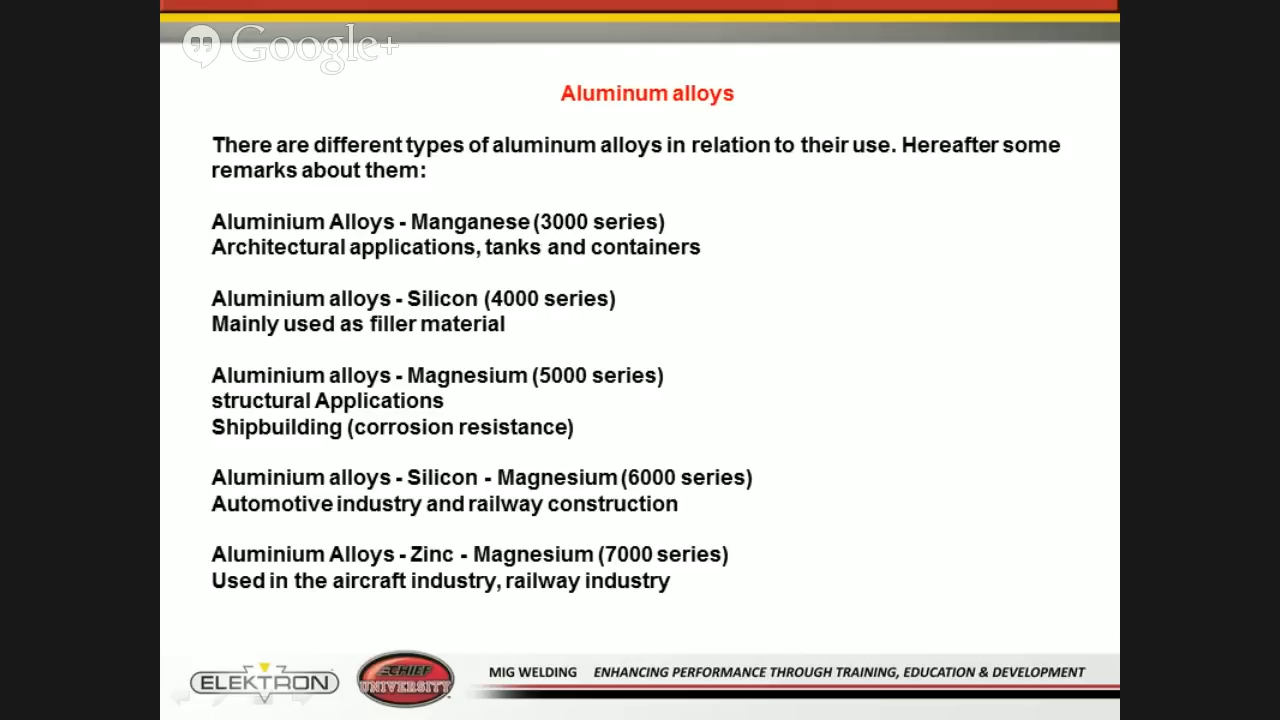 Google+
Aluminum alloys
There are different types of aluminum alloys in relation to their use. Hereafter some
remarks about them:
Aluminium Alloys - Manganese (3000 series)
Architectural applications, tanks and containers
Aluminium alloys - Silicon (4000 series)
Mainly used as filler material
Aluminium alloys - Magnesium (5000 series)
structural Applications
Shipbuilding (corrosion resistance)
Aluminium alloys - Silicon - Magnesium (6000 series)
Automotive industry and railway construction
Aluminium Alloys - Zinc - Magnesium (7000 series)
Used in the aircraft industry, railway industry
ELEKTRON
CHIEF
UNIVERSITY
MIG WELDING ENHANCING PERFORMANCE THROUGH TRAINING, EDUCATION & DEVELOPMENT